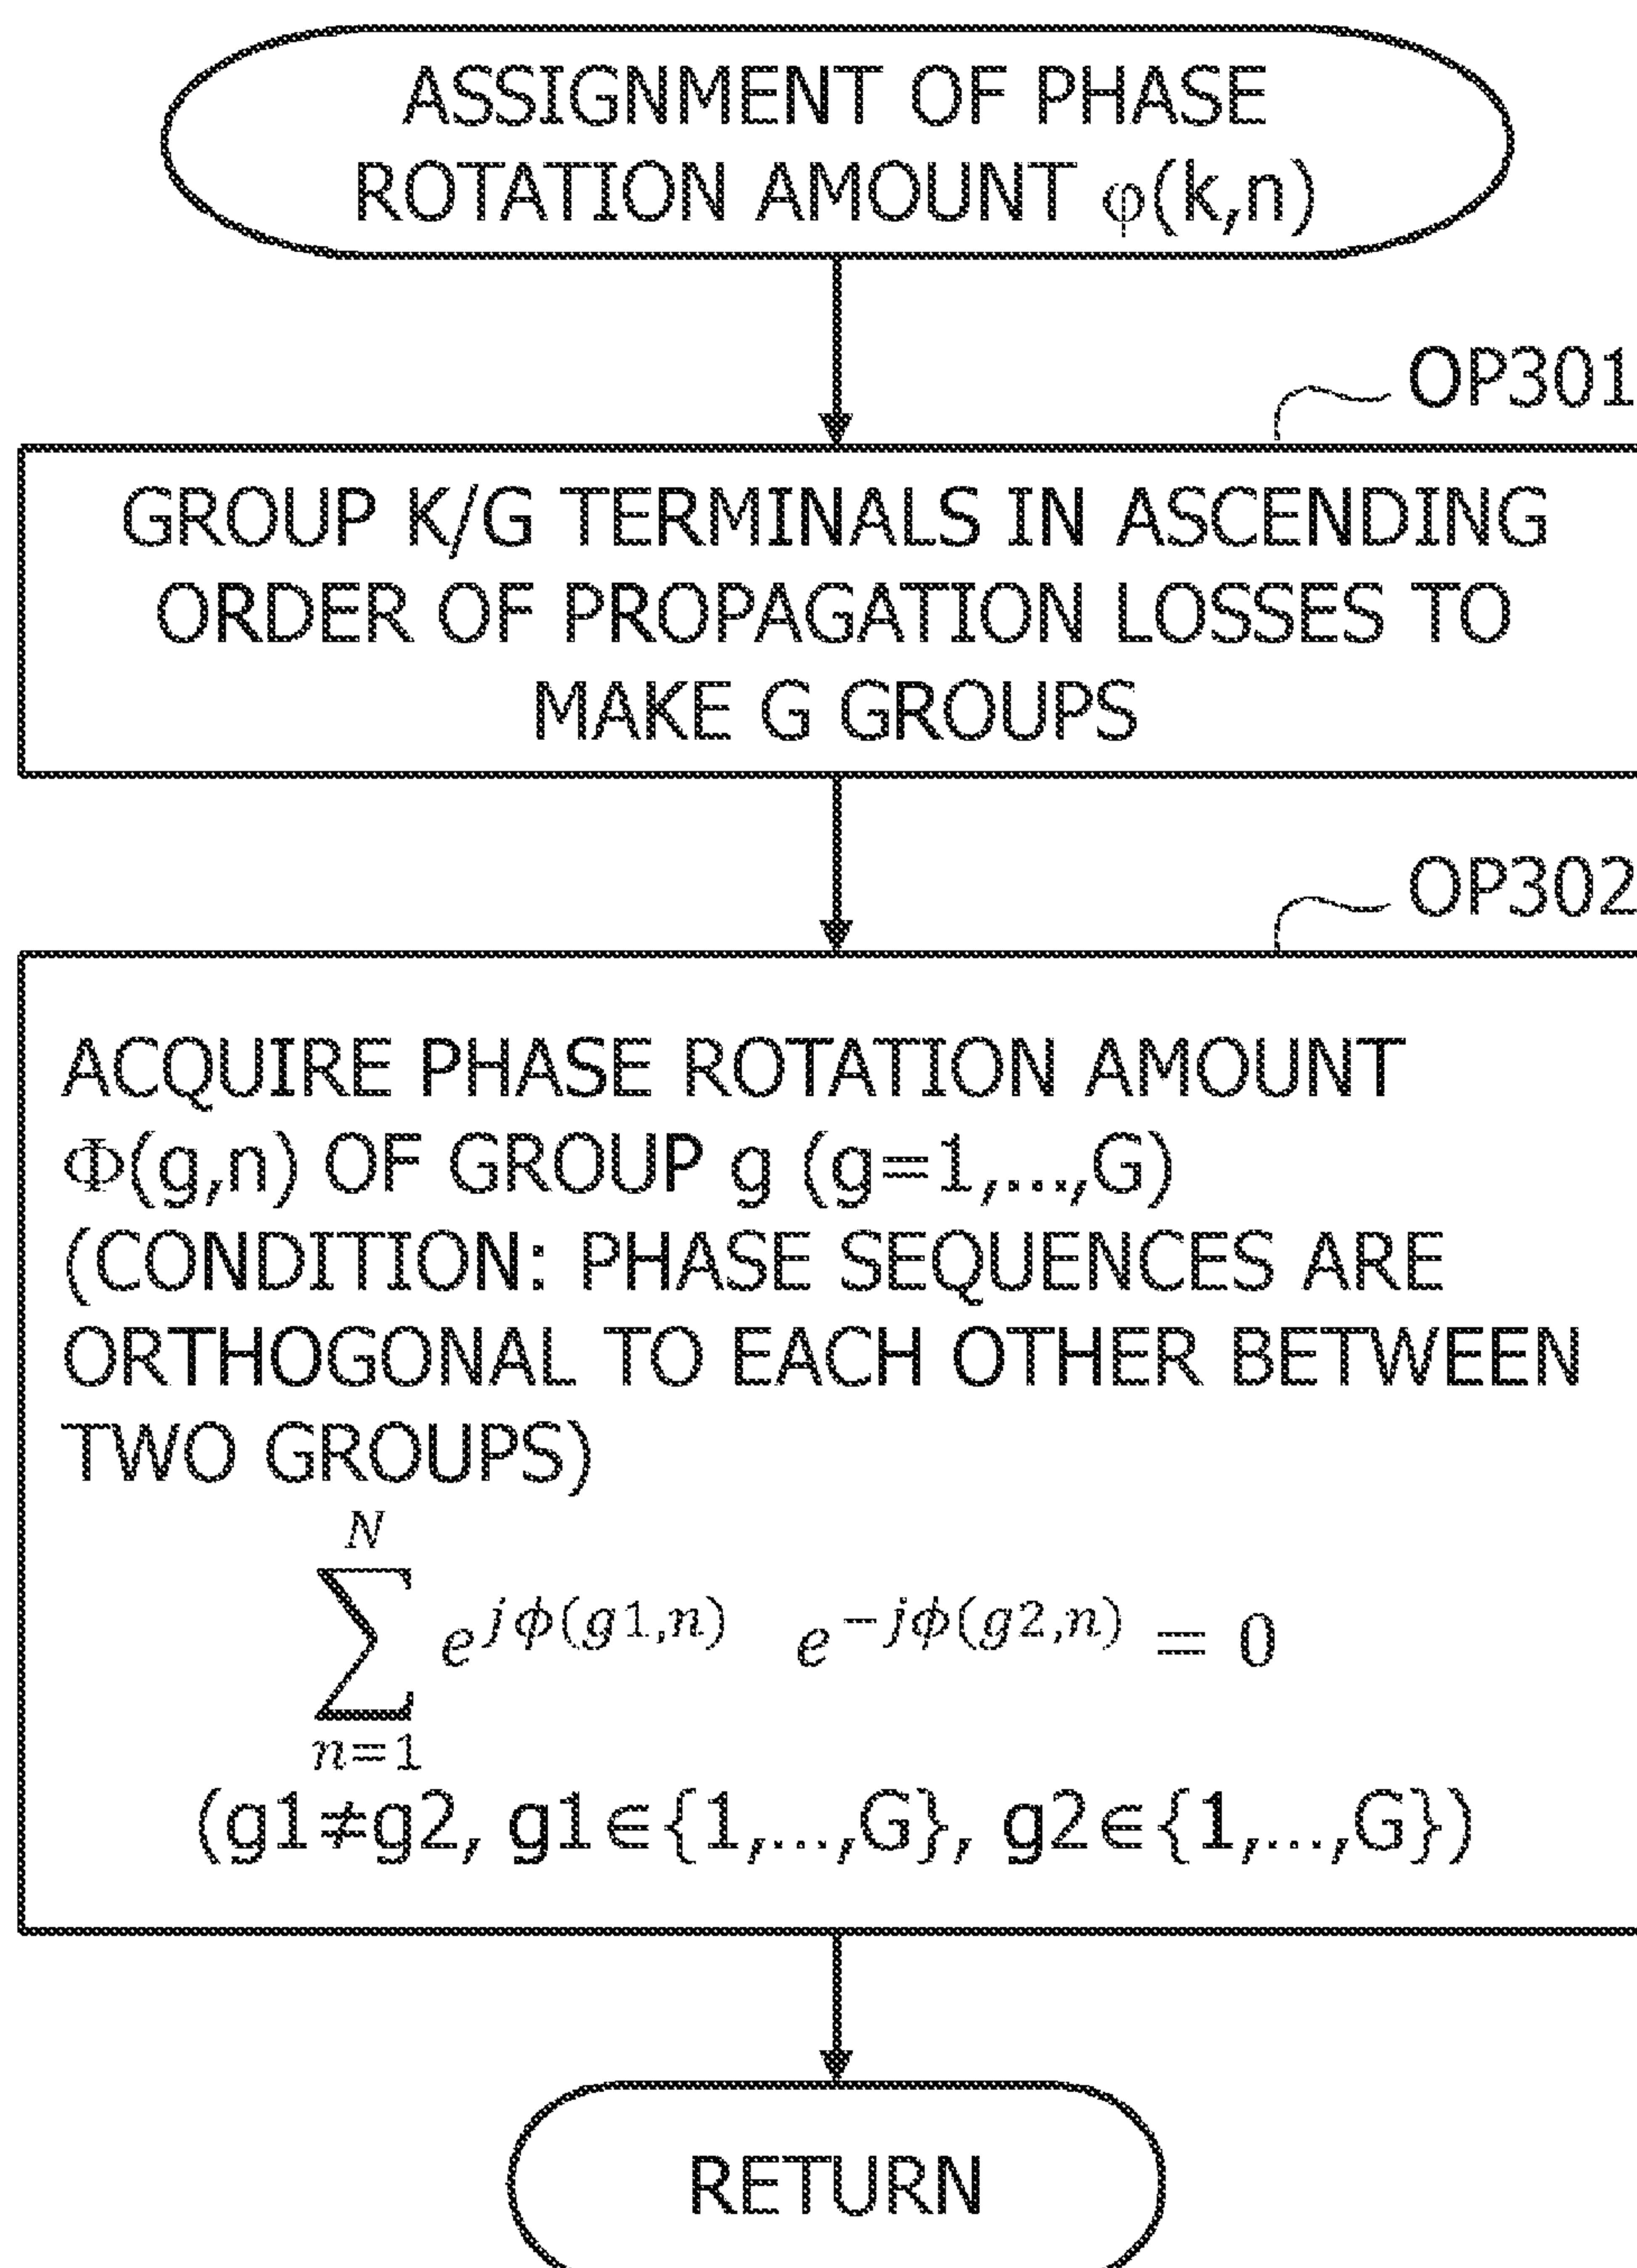 ASSIGNMENT OF PHASE
ROTATION AMOUNT φ(k,n)
OP301
GROUP K/G TERMINALS IN ASCENDING
ORDER OF PROPAGATION LOSSES TO
MAKE G GROUPS
OP302
ACQUIRE PHASE ROTATION AMOUNT
Φ(g,n) OF GROUP g (g=1,...,G)
(CONDITION: PHASE SEQUENCES ARE
ORTHOGONAL TO EACH OTHER BETWEEN
TWO GROUPS)
N
∑ e^{jϕ(g1,n)} e^{-jϕ(g2,n)} = 0
n=1
(g1≠g2, g1∈{1,...,G}, g2∈{1,...,G})
RETURN